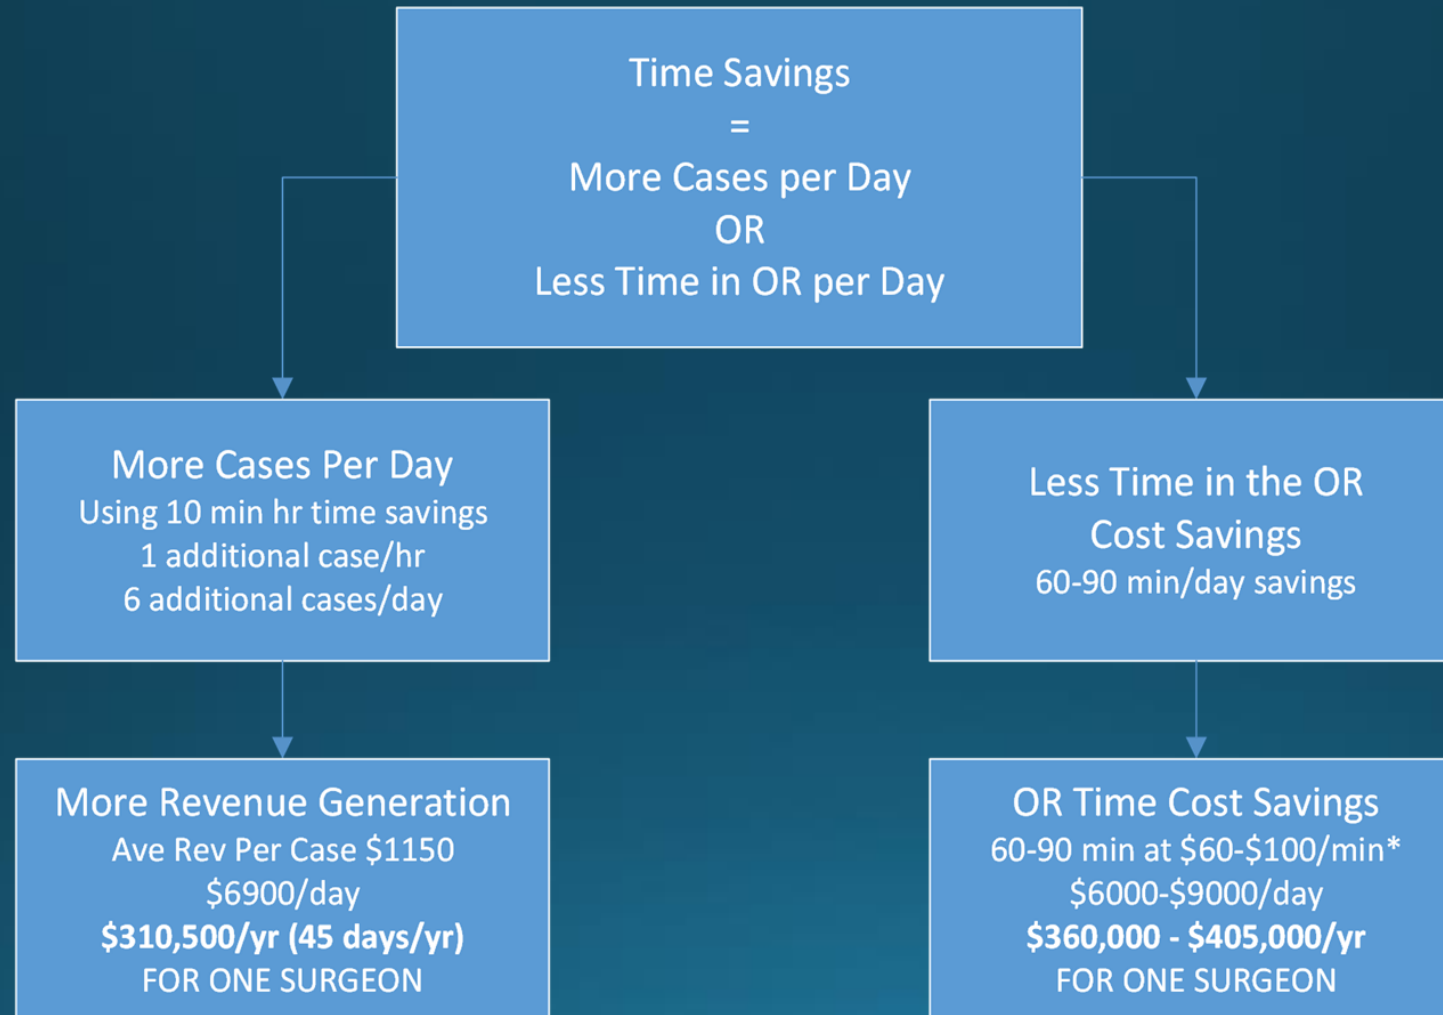 Time Savings
=
More Cases per Day
OR
Less Time in OR per Day
More Cases Per Day
Using 10 min hr time savings
1 additional case/hr
6 additional cases/day
Less Time in the OR
Cost Savings
60-90 min/day savings
More Revenue Generation
Ave Rev Per Case $1150
$6900/day
$310,500/yr (45 days/yr)
FOR ONE SURGEON
OR Time Cost Savings
60-90 min at $60-$100/min*
$6000-$9000/day
$360,000 - $405,000/yr
FOR ONE SURGEON